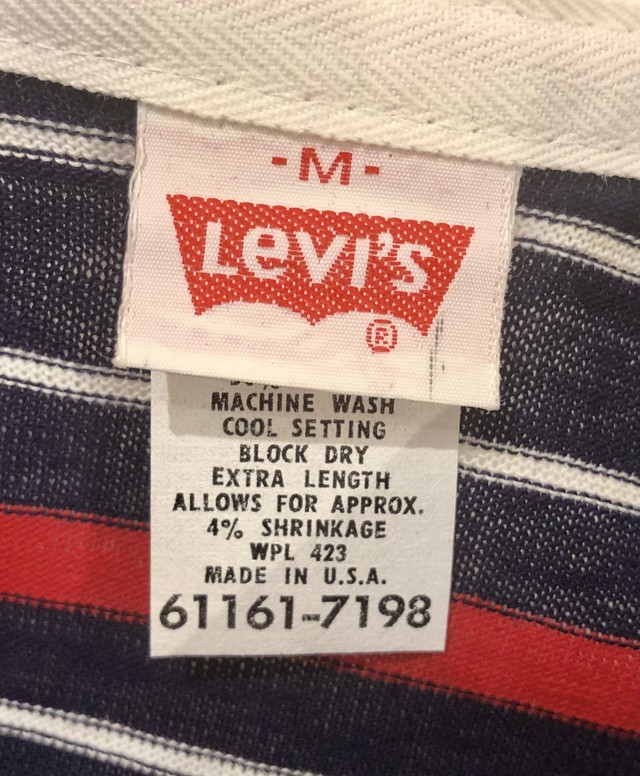 -M-
Levi's
®
MACHINE WASH
COOL SETTING
BLOCK DRY
EXTRA LENGTH
ALLOWS FOR APPROX.
4% SHRINKAGE
WPL 423
MADE IN U.S.A.
61161-7198